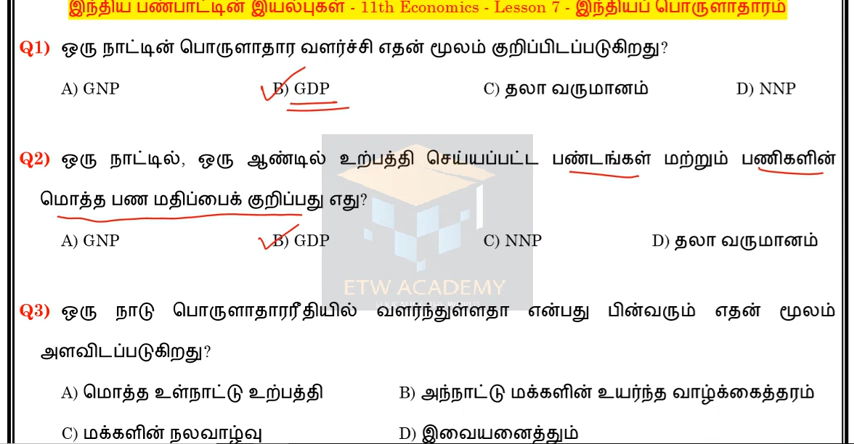 இந்திய பண்பாட்டின் இயல்புகள் - 11th Economics - Lesson 7 - இந்தியப் பொருளாதாரம்
Q1) ஒரு நாட்டின் பொருளாதார வளர்ச்சி எதன் மூலம் குறிப்பிடப்படுகிறது?
A) GNP B) GDP C) தலா வருமானம் D) NNP
Q2) ஒரு நாட்டில், ஒரு ஆண்டில் உற்பத்தி செய்யப்பட்ட பண்டங்கள் மற்றும் பணிகளின்
மொத்த பண மதிப்பைக் குறிப்பது எது?
A) GNP B) GDP C) NNP D) தலா வருமானம்
ETW ACADEMY
Q3) ஒரு நாடு பொருளாதாரரீதியில் வளர்ந்துள்ளதா என்பது பின்வரும் எதன் மூலம்
அளவிடப்படுகிறது?
A) மொத்த உள்நாட்டு உற்பத்தி B) அந்நாட்டு மக்களின் உயர்ந்த வாழ்க்கைத்தரம்
C) மக்களின் நலவாழ்வு D) இவையனைத்தும்